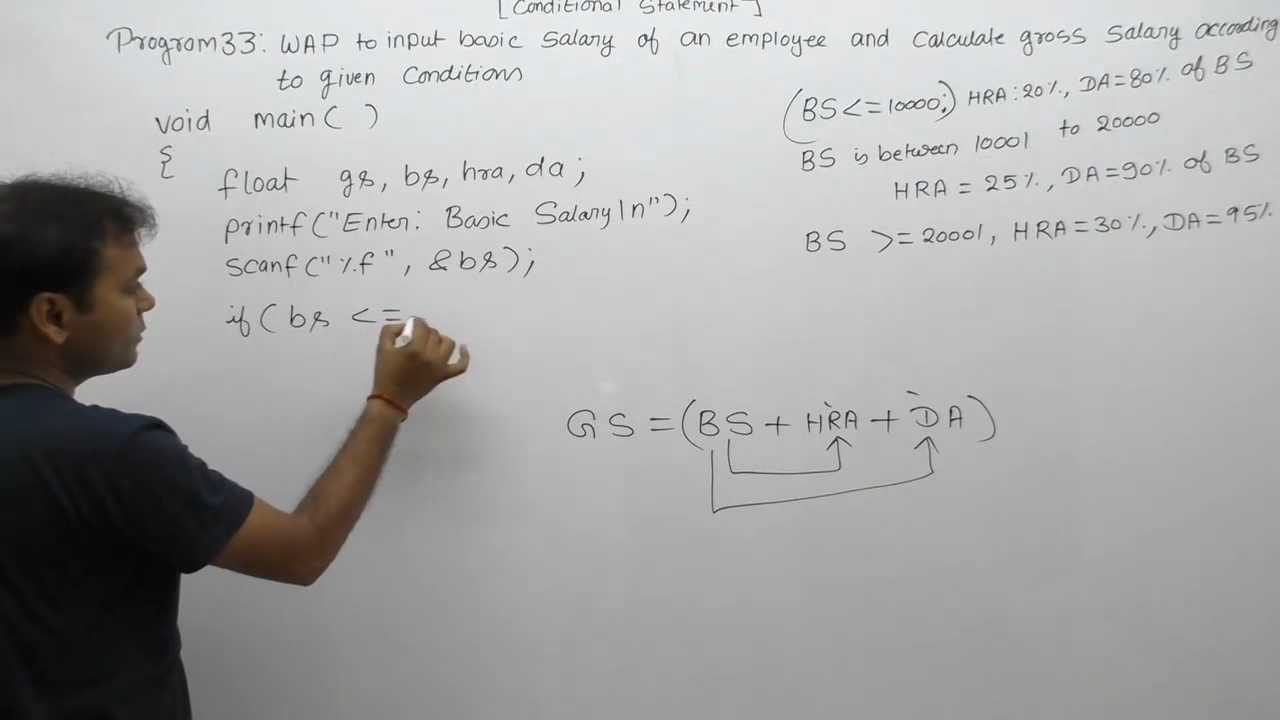 [Conditional Statement]
Program 33: WAP to input basic salary of an employee and calculate gross salary according
to given conditions
void main( )
{
float gs, bs, hra, da;
printf("Enter: Basic Salary\n");
scanf("%f", &bs);
if(bs <=
(BS<=10000;) HRA:20%, DA=80% of BS
BS is between 10001 to 20000
HRA = 25%, DA=90% of BS
BS >=20001, HRA=30%, DA=95%
GS=(BS+HRA+DA)